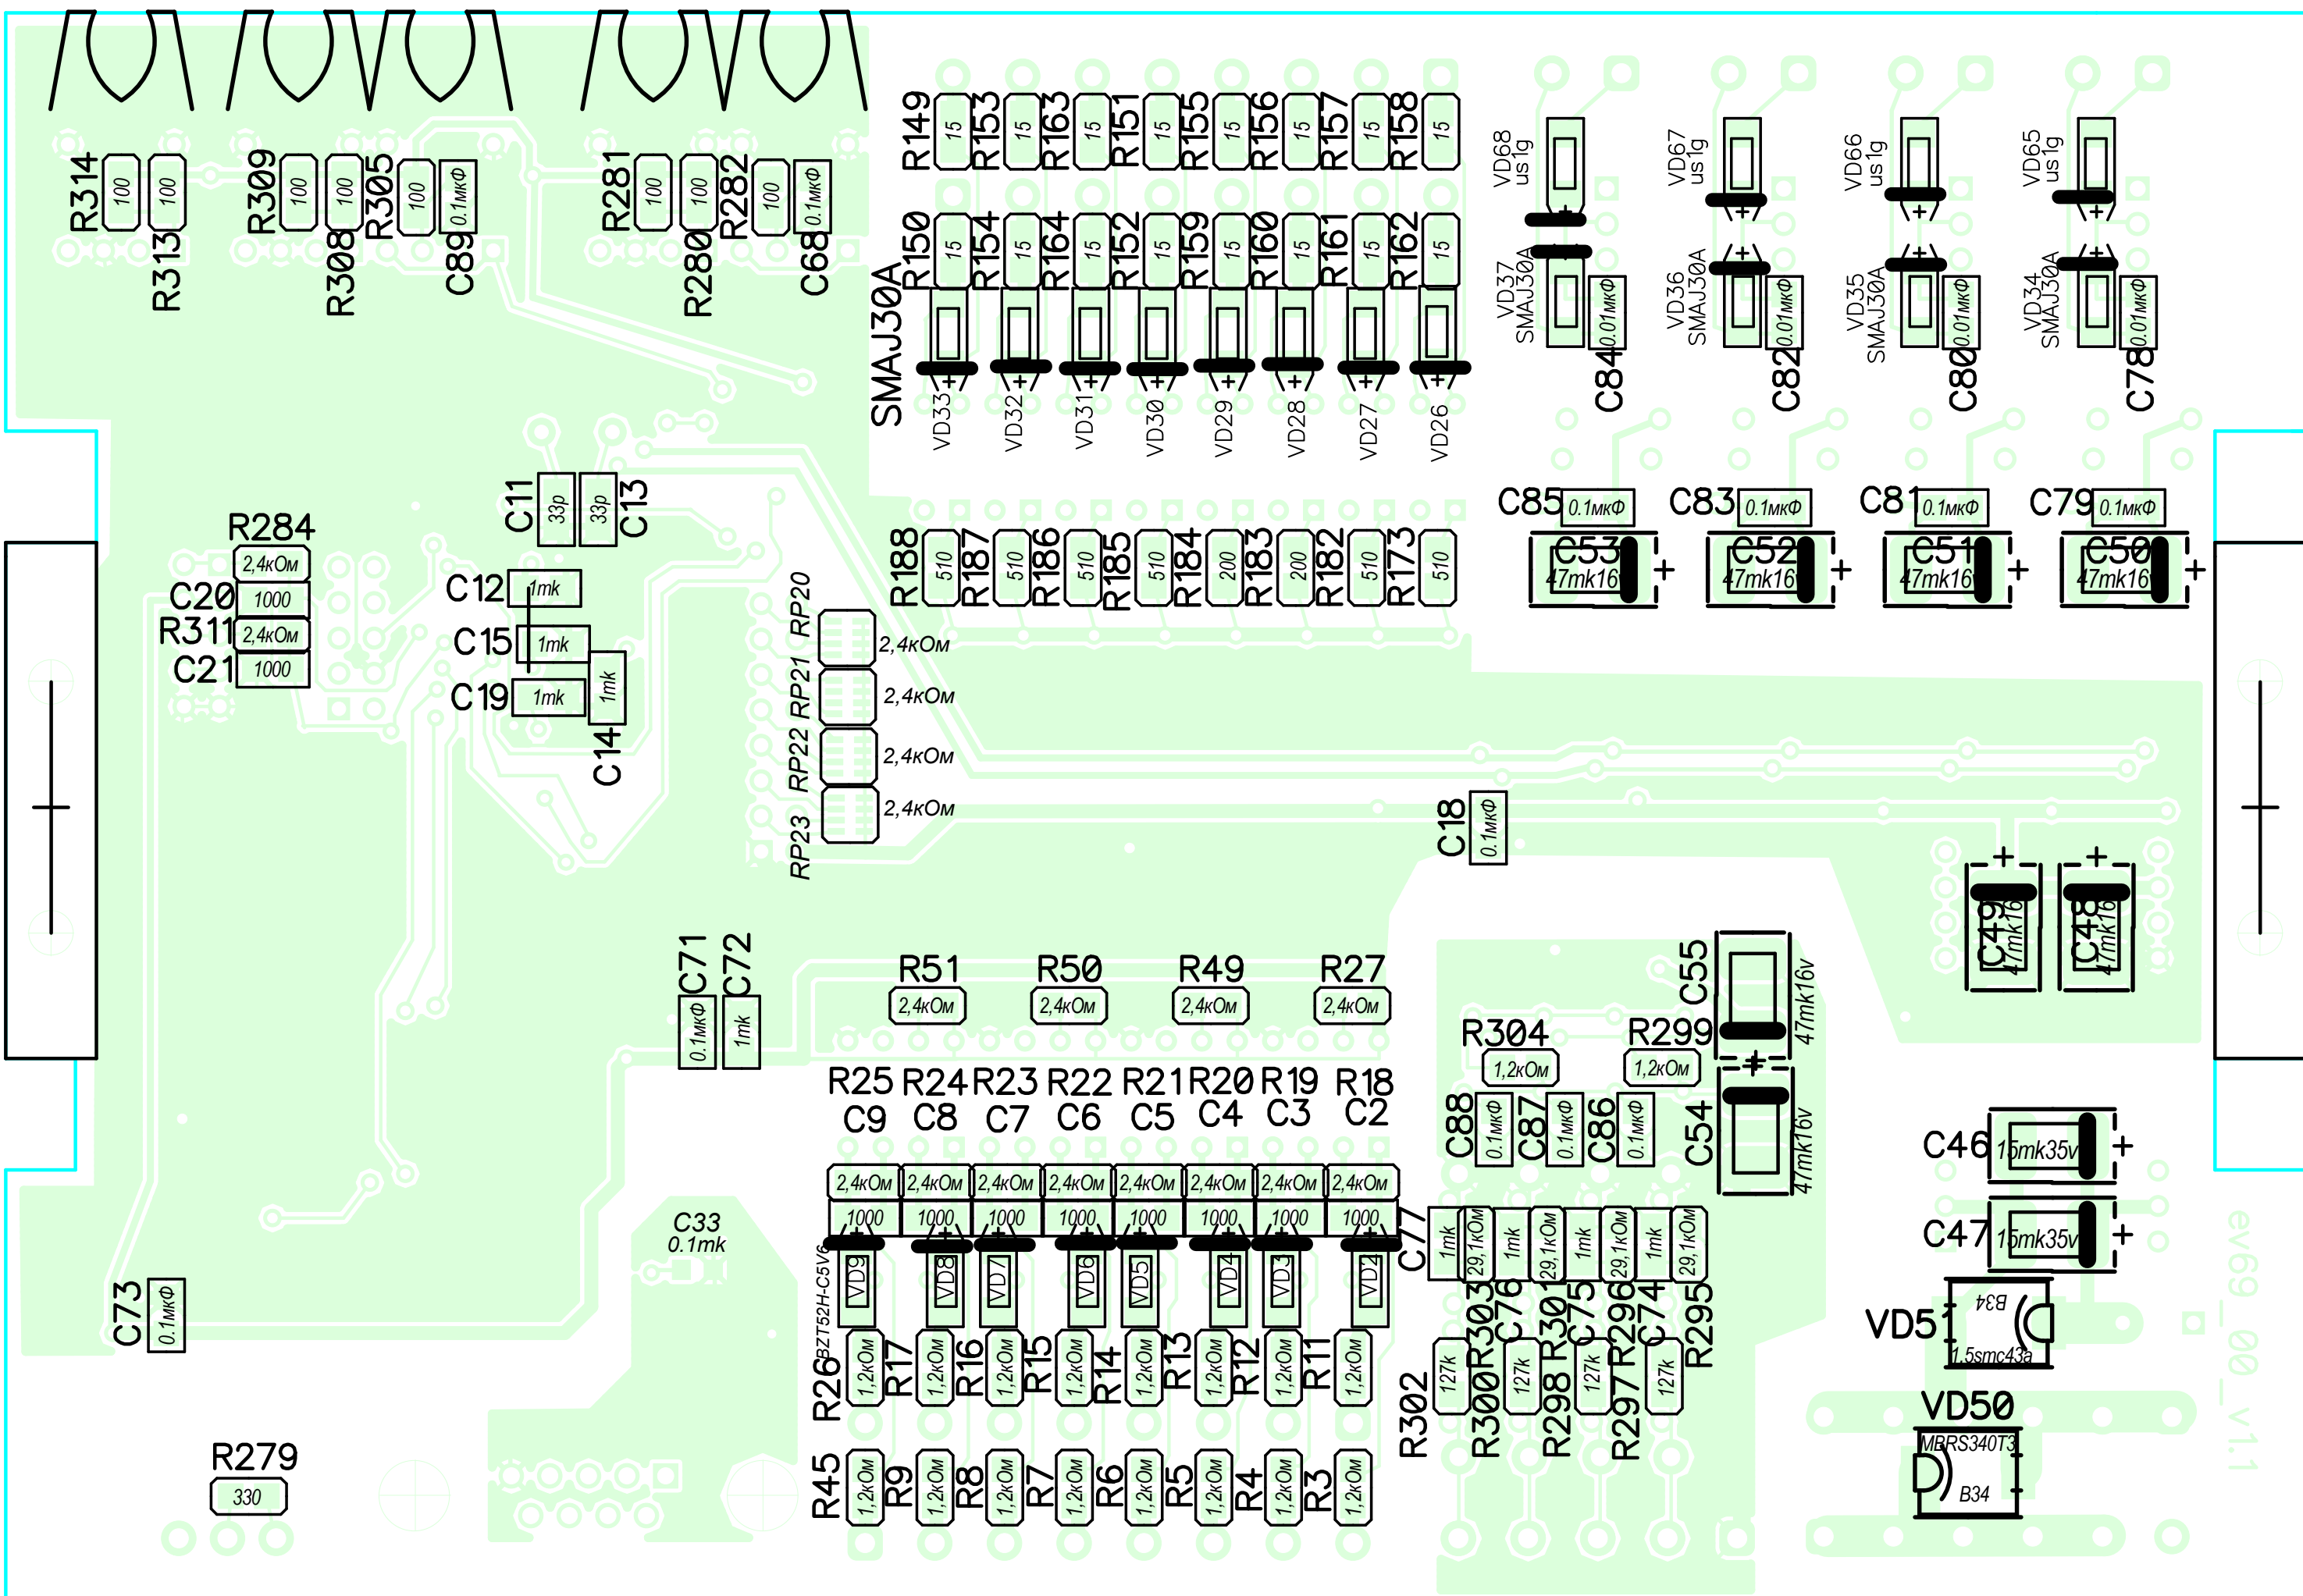 R149
15
R153
15
R163
15
R151
15
R155
15
R156
15
R157
15
R158
15
VD68
us1g
VD67
us1g
VD66
us1g
VD65
us1g
R314
100
100
R313
R309
100
100
R308
R305
100
0.1мкФ
C89
R281
100
100
R280
R282
100
0.1мкФ
C68
R150
15
R154
15
R164
15
R152
15
R159
15
R160
15
R161
15
R162
15
SMAJ30A
VD33
VD32
VD31
VD30
VD29
VD28
VD27
VD26
VD37
SMAJ30A
0.01мкФ
C84
VD36
SMAJ30A
0.01мкФ
C82
VD35
SMAJ30A
0.01мкФ
C80
VD34
SMAJ30A
0.01мкФ
C78
C11
33p
33p
C13
C85
0.1мкФ
C83
0.1мкФ
C81
0.1мкФ
C79
0.1мкФ
C53
47mk16v
C52
47mk16v
C51
47mk16v
C50
47mk16v
R188
510
R187
510
R186
510
R185
510
R184
200
R183
200
R182
510
R173
510
R284
2,4кОм
C20
1000
R311
2,4кОм
C21
1000
C12
1mk
C15
1mk
C19
1mk
1mk
C14
RP20
2,4кОм
RP21
2,4кОм
RP22
2,4кОм
RP23
2,4кОм
C18
0.1мкФ
C49
47mk16
C48
47mk16
C71
0.1мкФ
C72
1mk
R51
2,4кОм
R50
2,4кОм
R49
2,4кОм
R27
2,4кОм
C55
47mk16v
R304
1,2кОм
R299
1,2кОм
C54
47mk16v
C88
0.1мкФ
C87
0.1мкФ
C86
0.1мкФ
R25
R24
R23
R22
R21
R20
R19
R18
C9
C8
C7
C6
C5
C4
C3
C2
2,4кОм
2,4кОм
2,4кОм
2,4кОм
2,4кОм
2,4кОм
2,4кОм
2,4кОм
1000
1000
1000
1000
1000
1000
1000
1000
VD9
VD8
VD7
VD6
VD5
VD4
VD3
VD2
BZT52H-C5V6
C46
15mk35v
C47
15mk35v
C33
0.1mk
C73
0.1мкФ
C77
1mk
29,1кОм
1mk
29,1кОм
1mk
29,1кОм
1mk
29,1кОм
R303
C76
R301
C75
R296
C74
R295
R26
1,2кОм
R17
1,2кОм
R16
1,2кОм
R15
1,2кОм
R14
1,2кОм
R13
1,2кОм
R12
1,2кОм
R11
1,2кОм
R302
127k
R300
127k
R298
127k
R297
127k
VD51
B34
1.5smc43a
VD50
MBRS340T3
B34
R279
330
R45
1,2кОм
R9
1,2кОм
R8
1,2кОм
R7
1,2кОм
R6
1,2кОм
R5
1,2кОм
R4
1,2кОм
R3
1,2кОм
ev69_00_v1.1